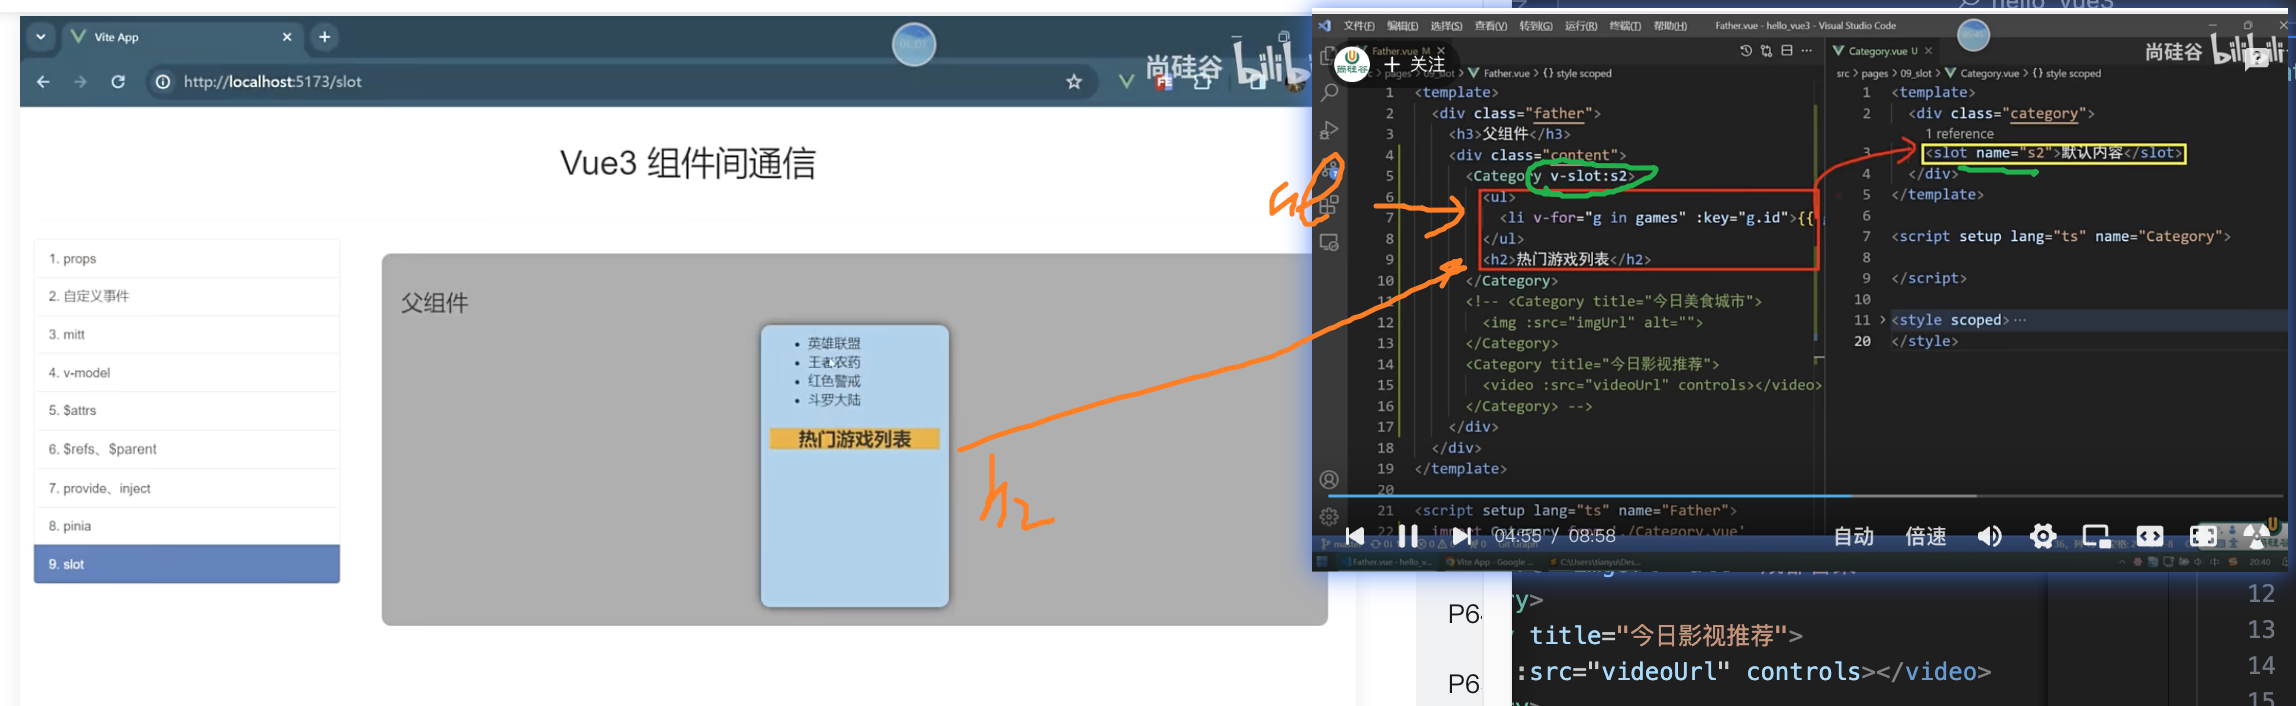 Vite App
http://localhost:5173/slot
尚硅谷 bilibili
Vue3 组件间通信
1. props
2. 自定义事件
3. mitt
4. v-model
5. $attrs
6. $refs、$parent
7. provide、inject
8. pinia
9. slot
父组件
英雄联盟
王者农药
红色警戒
斗罗大陆
热门游戏列表
h2
ul
文件(F) 编辑(E) 选择(S) 查看(V) 转到(G) 运行(R) 终端(T) 帮助(H)
Father.vue - hello_vue3 - Visual Studio Code
尚硅谷 bilibili
Father.vue M
+ 关注
pages > 09_slot > Father.vue > {} style scoped
1 <template>
2 <div class="father">
3 <h3>父组件</h3>
4 <div class="content">
5 <Category v-slot:s2>
6 <ul>
7 <li v-for="g in games" :key="g.id">{{
8 </ul>
9 <h2>热门游戏列表</h2>
10 </Category>
11 <!-- <Category title="今日美食城市">
12 <img :src="imgUrl" alt="">
13 </Category>
14 <Category title="今日影视推荐">
15 <video :src="videoUrl" controls></video>
16 </Category> -->
17 </div>
18 </div>
19 </template>
20
21 <script setup lang="ts" name="Father">
22 import Category from './Category.vue'
Category.vue U
src > pages > 09_slot > Category.vue > {} style scoped
1 <template>
2 <div class="category">
1 reference
3 <slot name="s2">默认内容</slot>
4 </div>
5 </template>
6
7 <script setup lang="ts" name="Category">
8
9 </script>
10
11 <style scoped>···
20 </style>
04:55 / 08:58
自动 倍速
Father.vue - hello_v...
Vite App - Google ...
C:\Users\tianyu\Des...
20:40
hello_vue3
P6
P6
y>
title="今日影视推荐">
:src="videoUrl" controls></video>
12
13
14
15